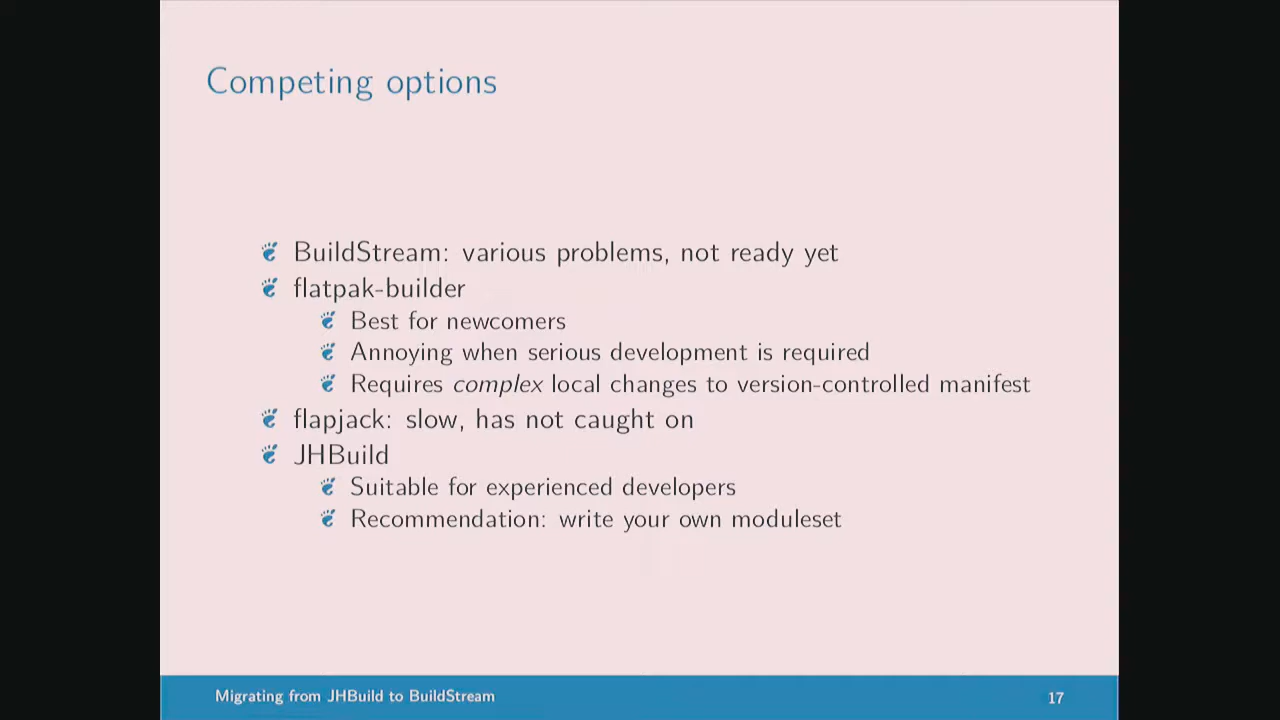 Competing options
BuildStream: various problems, not ready yet
flatpak-builder
Best for newcomers
Annoying when serious development is required
Requires complex local changes to version-controlled manifest
flapjack: slow, has not caught on
JHBuild
Suitable for experienced developers
Recommendation: write your own moduleset
Migrating from JHBuild to BuildStream
17